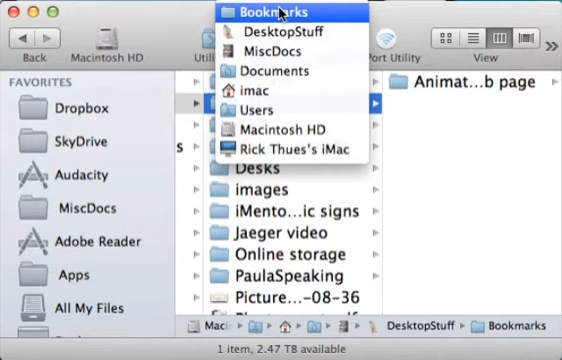 Bookmarks
DesktopStuff
MiscDocs
Documents
imac
Users
Macintosh HD
Rick Thues's iMac
Back
Macintosh HD
Utili
Port Utility
View
FAVORITES
Dropbox
SkyDrive
Audacity
MiscDocs
Adobe Reader
Apps
All My Files
s
Desks
images
iMento...ic signs
Jaeger video
Online storage
PaulaSpeaking
Picture...-08-36
Animat...b page
Maci
DesktopStuff
Bookmarks
1 item, 2.47 TB available